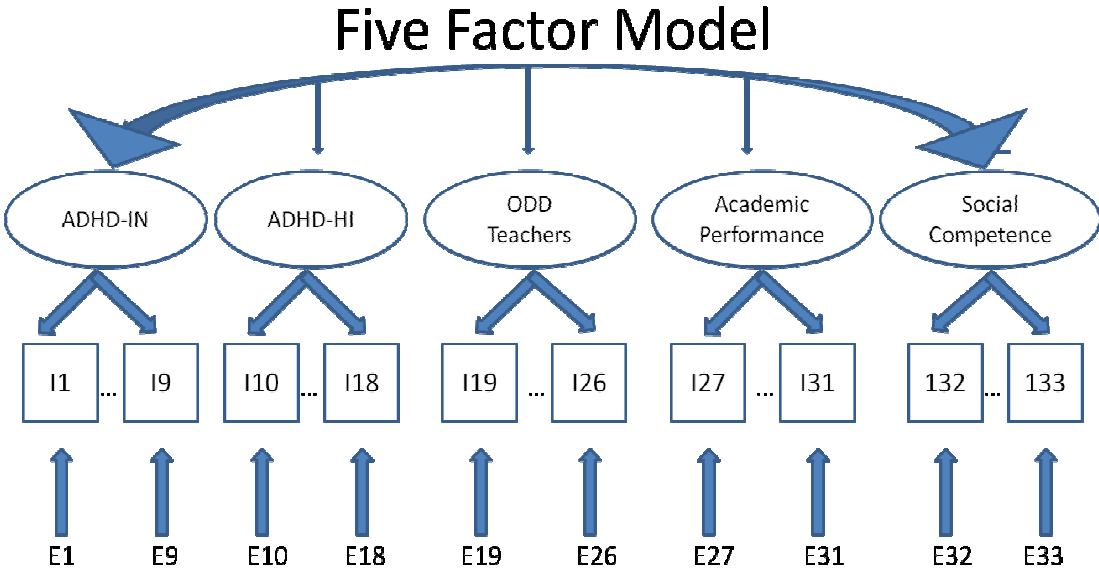 Five Factor Model
ADHD-IN
ADHD-HI
ODD
Teachers
Academic
Performance
Social
Competence
I1 ... I9 I10 ... I18 I19 ... I26 I27 ... I31 132 ... 133
E1 E9 E10 E18 E19 E26 E27 E31 E32 E33